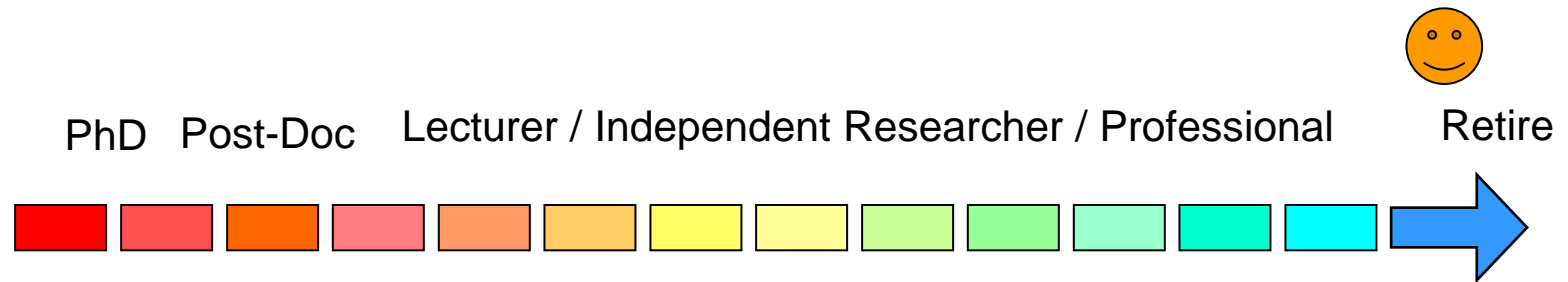 PhD Post-Doc Lecturer / Independent Researcher / Professional Retire